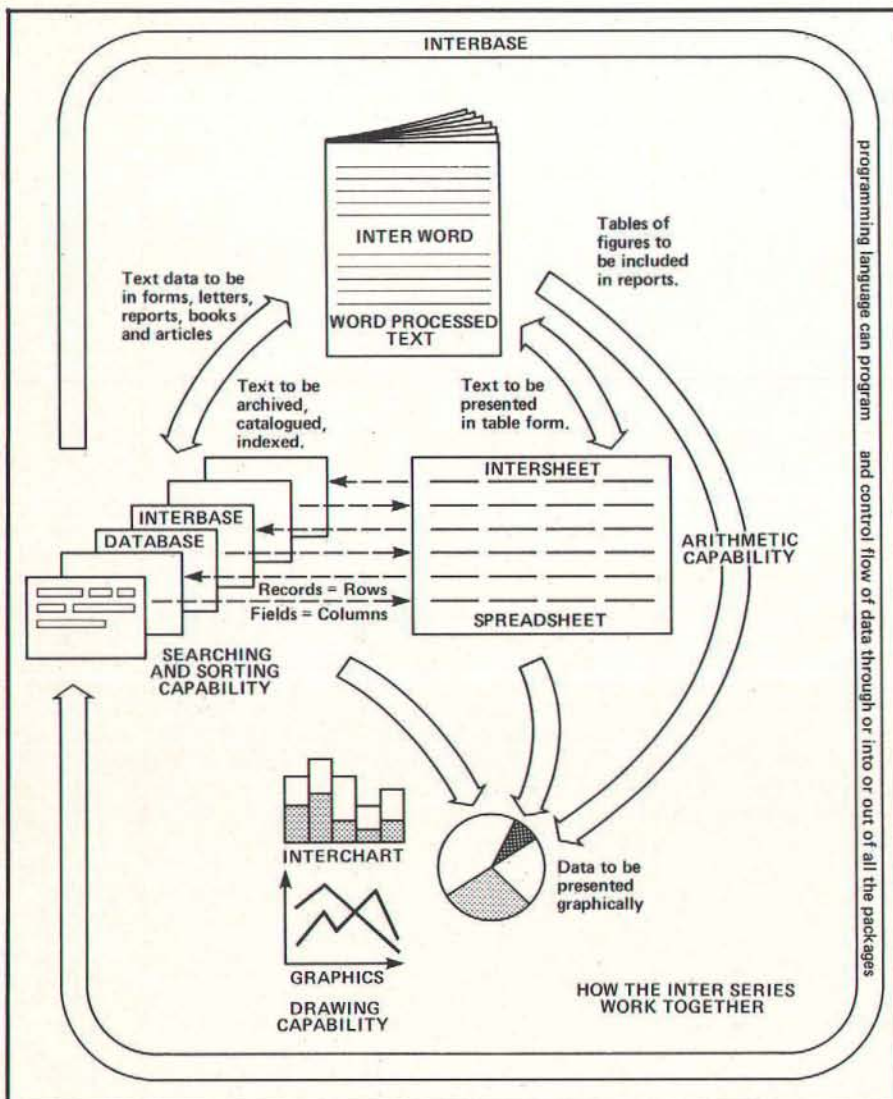 INTERBASE
programming language can program and control flow of data through or into or out of all the packages
INTER WORD
WORD PROCESSED
TEXT
Text data to be
in forms, letters,
reports, books
and articles
Tables of
figures to
be included
in reports.
Text to be
archived,
catalogued,
indexed.
Text to be
presented
in table form.
INTERBASE
DATABASE
Records = Rows
Fields = Columns
INTERSHEET
SPREADSHEET
ARITHMETIC
CAPABILITY
SEARCHING
AND SORTING
CAPABILITY
INTERCHART
GRAPHICS
DRAWING
CAPABILITY
Data to be
presented
graphically
HOW THE INTER SERIES
WORK TOGETHER